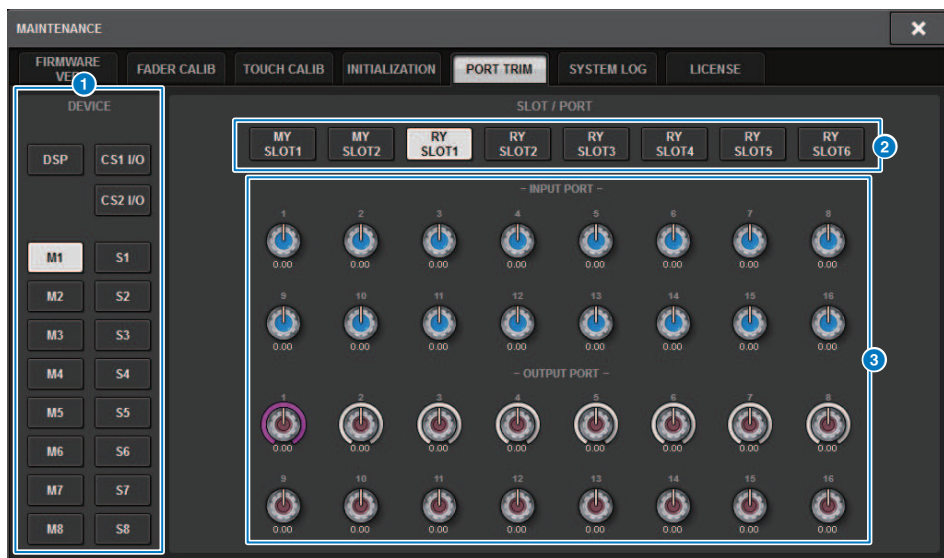 MAINTENANCE
×
FIRMWARE
VER
FADER CALIB
TOUCH CALIB
INITIALIZATION
PORT TRIM
SYSTEM LOG
LICENSE
1
DEVICE
DSP
CS1 I/O
CS2 I/O
M1
S1
M2
S2
M3
S3
M4
S4
M5
S5
M6
S6
M7
S7
M8
S8
SLOT / PORT
MY
SLOT1
MY
SLOT2
RY
SLOT1
RY
SLOT2
RY
SLOT3
RY
SLOT4
RY
SLOT5
RY
SLOT6
2
– INPUT PORT –
1 2 3 4 5 6 7 8
0.00 0.00 0.00 0.00 0.00 0.00 0.00 0.00
9 10 11 12 13 14 15 16
0.00 0.00 0.00 0.00 0.00 0.00 0.00 0.00
3
– OUTPUT PORT –
1 2 3 4 5 6 7 8
0.00 0.00 0.00 0.00 0.00 0.00 0.00 0.00
9 10 11 12 13 14 15 16
0.00 0.00 0.00 0.00 0.00 0.00 0.00 0.00